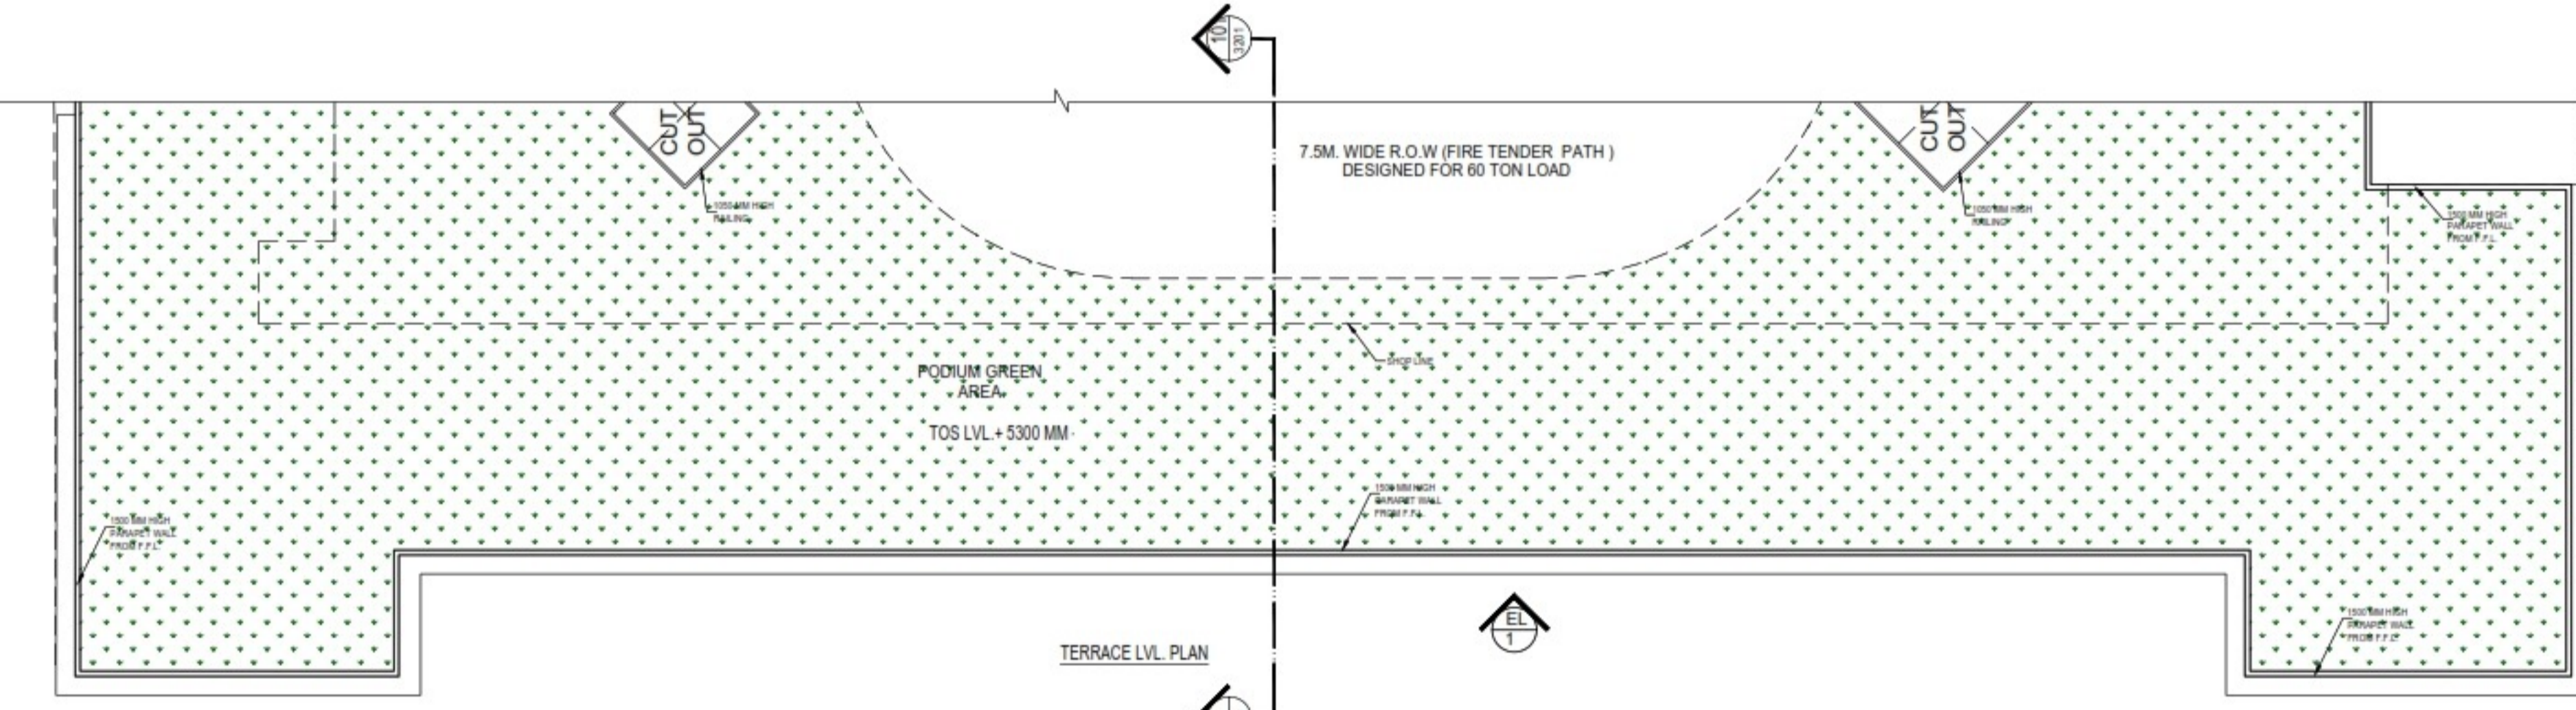 10
3201
CUT
OUT
CUT
OUT
7.5M. WIDE R.O.W (FIRE TENDER PATH )
DESIGNED FOR 60 TON LOAD
1050 MM HIGH
RAILING
1050 MM HIGH
RAILING
1500 MM HIGH
PARAPET WALL
FROM F.F.L.
SHOP LINE
PODIUM GREEN
AREA
TOS LVL.+ 5300 MM
1500 MM HIGH
PARAPET WALL
FROM F.F.L.
1500 MM HIGH
PARAPET WALL
FROM F.F.L.
EL
1
1500 MM HIGH
PARAPET WALL
FROM F.F.L.
TERRACE LVL. PLAN